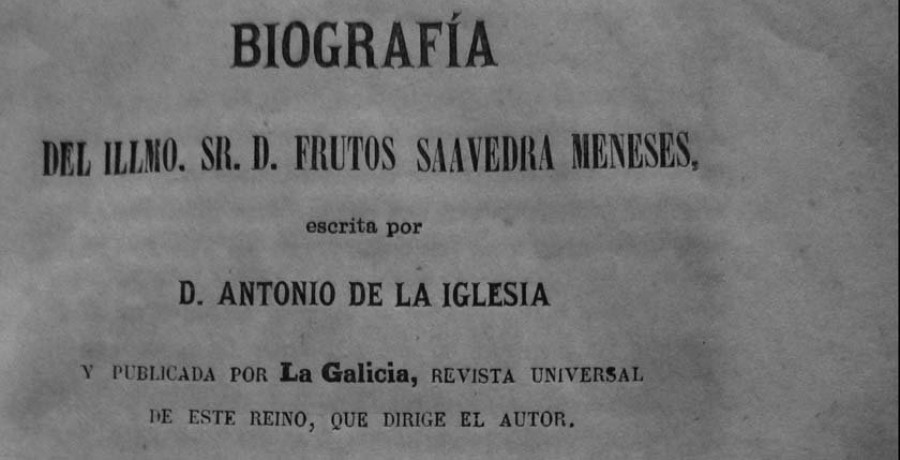 BIOGRAFÍA
DEL ILLMO. SR. D. FRUTOS SAAVEDRA MENESES,
escrita por
D. ANTONIO DE LA IGLESIA
Y PUBLICADA POR La Galicia, REVISTA UNIVERSAL
DE ESTE REINO, QUE DIRIGE EL AUTOR.